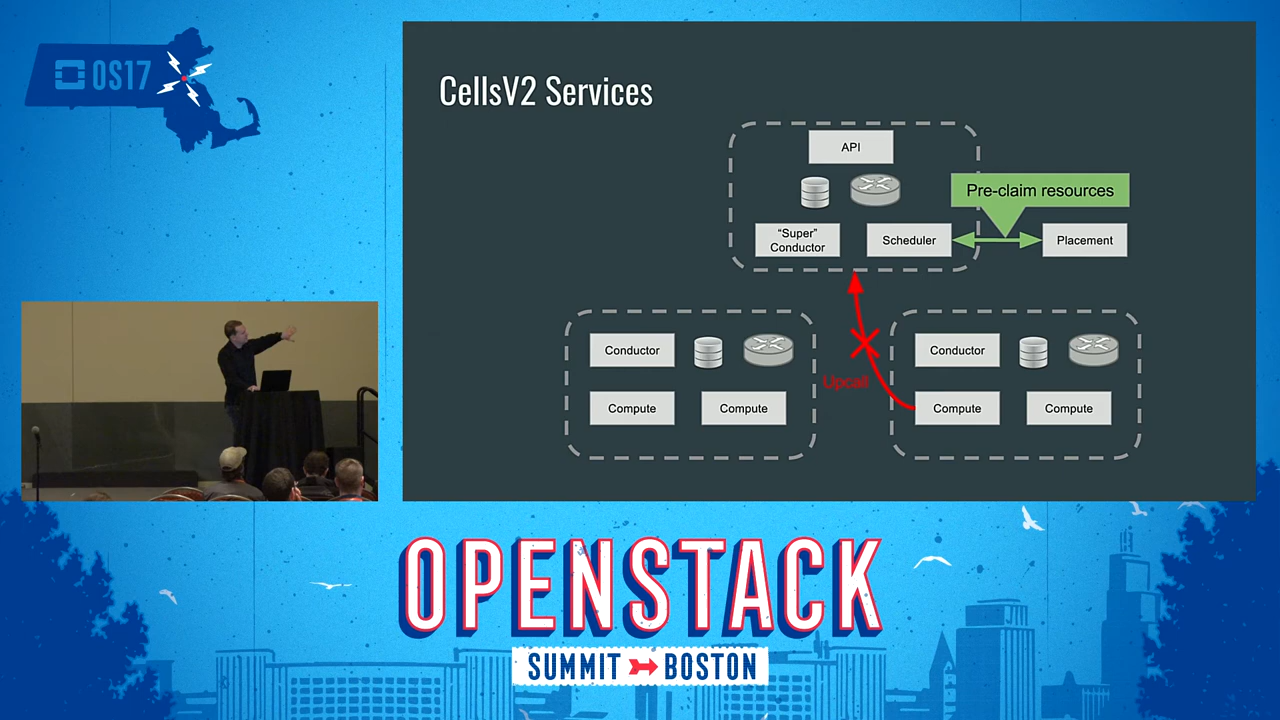 OS17
CellsV2 Services
API
Pre-claim resources
"Super"
Conductor
Scheduler
Placement
Conductor
Compute
Compute
Upcall
Conductor
Compute
Compute
OPENSTACK
SUMMIT BOSTON